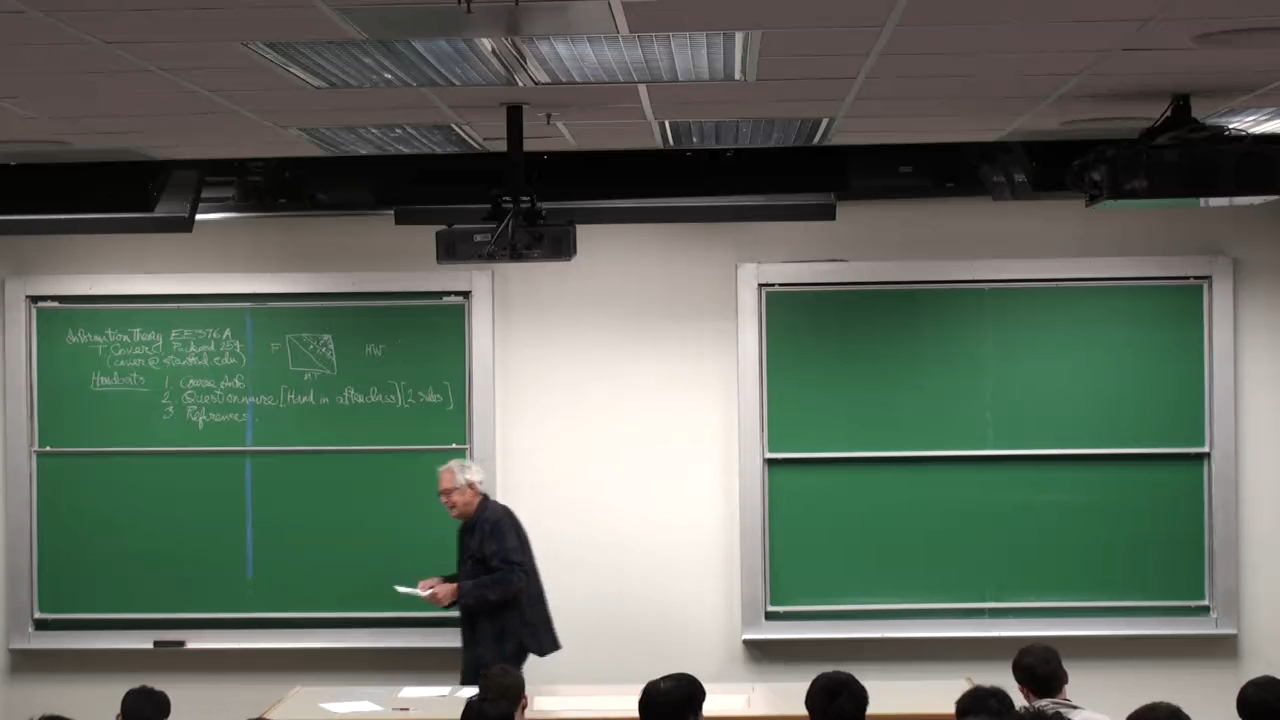 Information Theory EE376A
T. Cover, Packard 254
(cover@stanford.edu)
Handouts 1. Course Info
2. Questionnaire [Hand in after class] [2 sides]
3. References.
F
MT
HW